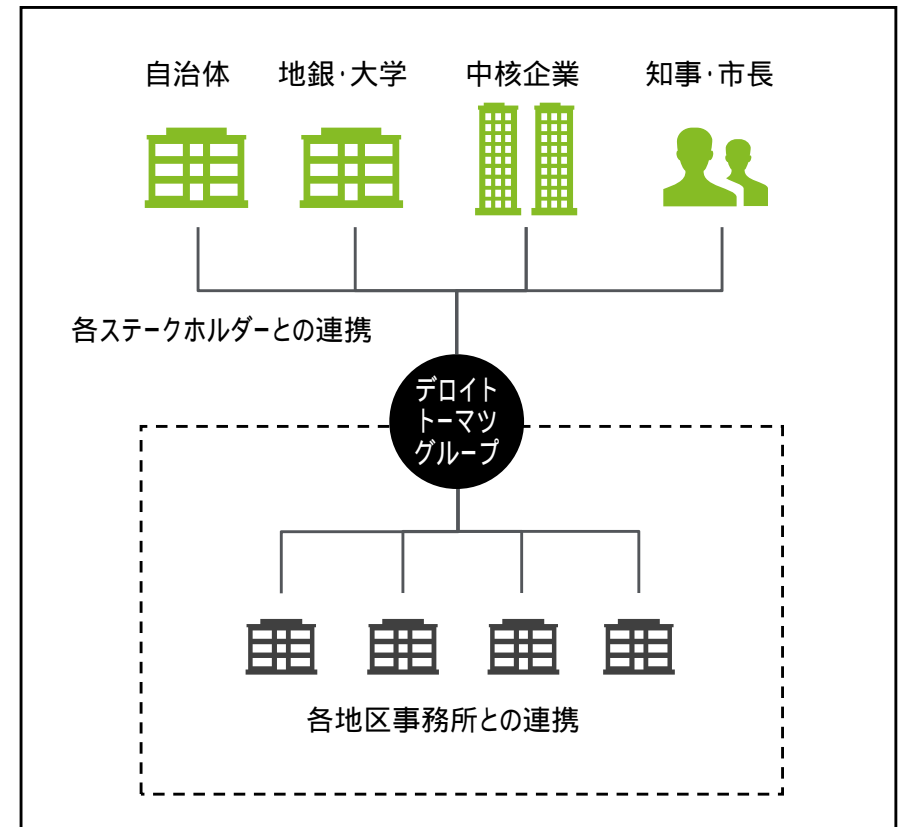 自治体
地銀・大学
中核企業
知事・市長
各ステークホルダーとの連携
デロイト
トーマツ
グループ
各地区事務所との連携